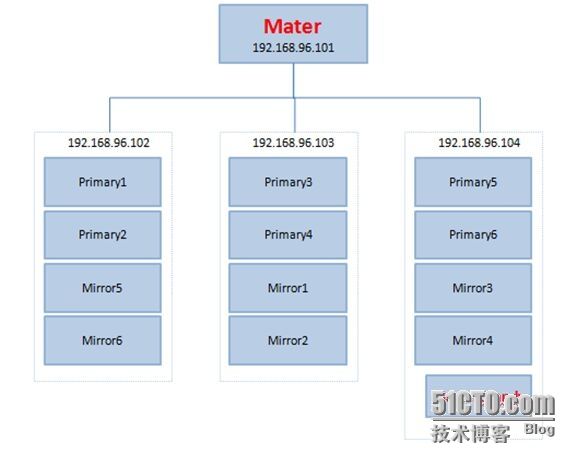 Mater
192.168.96.101
192.168.96.102
Primary1
Primary2
Mirror5
Mirror6
192.168.96.103
Primary3
Primary4
Mirror1
Mirror2
192.168.96.104
Primary5
Primary6
Mirror3
Mirror4
51CTO.com
技术博客 Blog